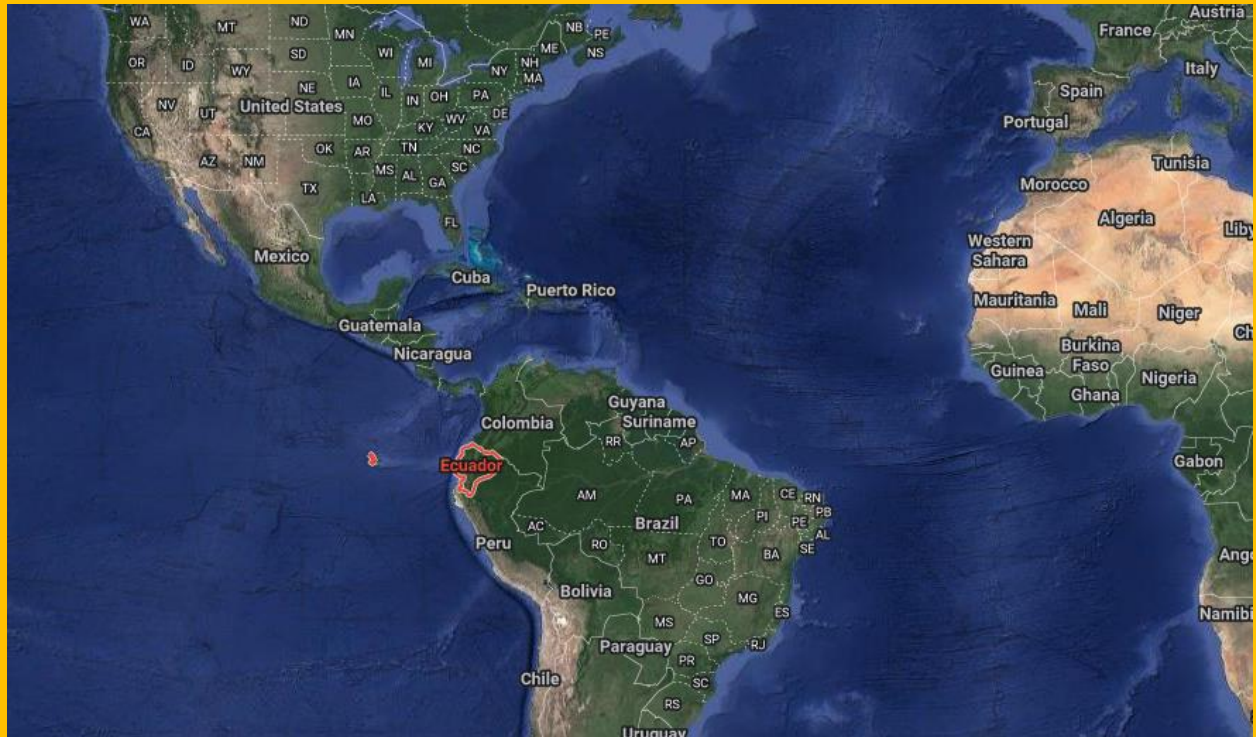 WA
MT
ND
MN
NB
PE
Austria
France
OR
ID
WY
SD
WI
MI
ME
NH
NS
NY
MA
Italy
NV
UT
United States
NE
IA
IL
IN
OH
PA
DE
Spain
CA
MO
KY
WV
VA
Portugal
AZ
NM
OK
AR
TN
NC
MS
AL
SC
GA
Tunisia
TX
LA
FL
Morocco
Algeria
Liby
Mexico
Western
Sahara
Cuba
Puerto Rico
Mauritania
Mali
Niger
Ch
Guatemala
Nicaragua
Burkina
Faso
Guinea
Ghana
Nigeria
Guyana
Suriname
Colombia
RR
AP
Ecuador
Gabon
AM
PA
MA
CE
RN
PB
PI
PE
AL
SE
AC
Brazil
Peru
RO
MT
TO
BA
Ango
Bolivia
GO
MG
ES
MS
Namibi
Paraguay
SP
RJ
PR
Chile
SC
RS
Uruguay